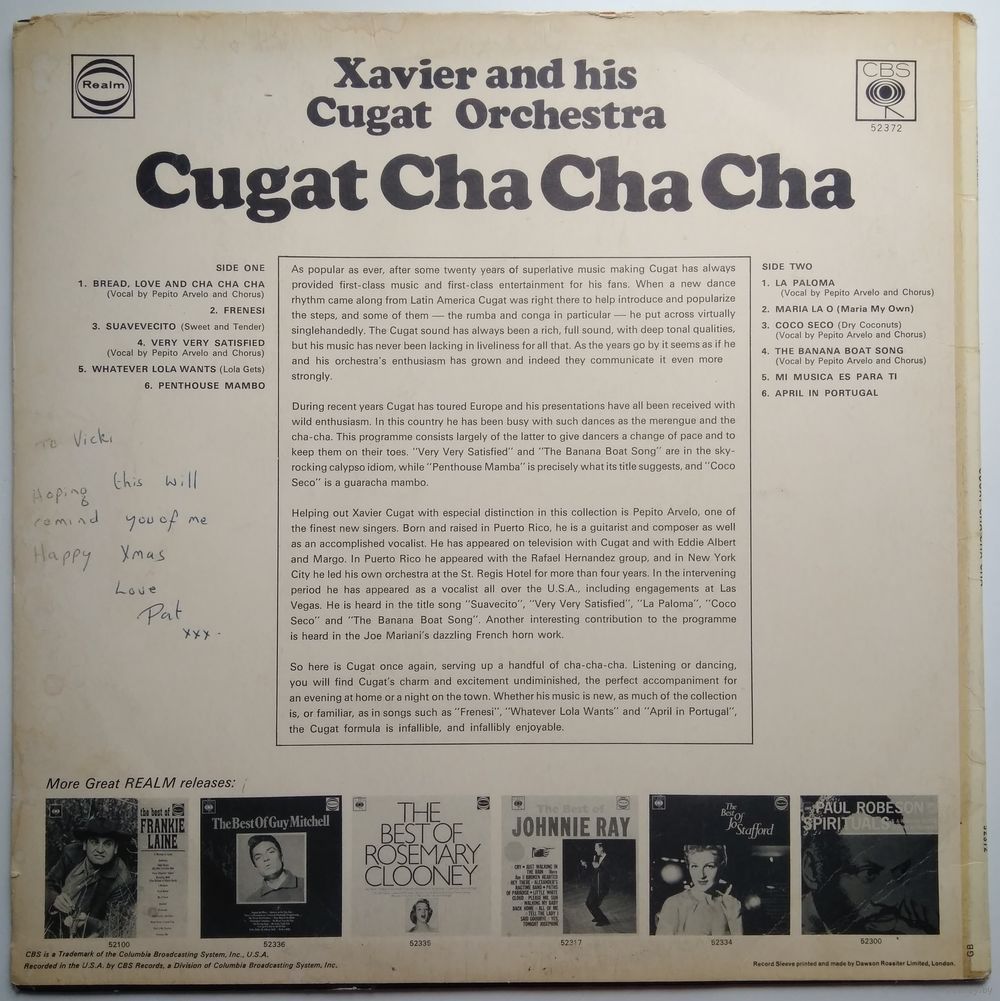 Realm
Xavier and his
Cugat Orchestra
CBS
52372
Cugat Cha Cha Cha
SIDE ONE
1. BREAD, LOVE AND CHA CHA CHA
(Vocal by Pepito Arvelo and Chorus)
2. FRENESI
3. SUAVEVECITO (Sweet and Tender)
4. VERY VERY SATISFIED
(Vocal by Pepito Arvelo and Chorus)
5. WHATEVER LOLA WANTS (Lola Gets)
6. PENTHOUSE MAMBO
As popular as ever, after some twenty years of superlative music making Cugat has always
provided first-class music and first-class entertainment for his fans. When a new dance
rhythm came along from Latin America Cugat was right there to help introduce and popularize
the steps, and some of them — the rumba and conga in particular — he put across virtually
singlehandedly. The Cugat sound has always been a rich, full sound, with deep tonal qualities,
but his music has never been lacking in liveliness for all that. As the years go by it seems as if he
and his orchestra's enthusiasm has grown and indeed they communicate it even more
strongly.
During recent years Cugat has toured Europe and his presentations have all been received with
wild enthusiasm. In this country he has been busy with such dances as the merengue and the
cha-cha. This programme consists largely of the latter to give dancers a change of pace and to
keep them on their toes. "Very Very Satisfied" and "The Banana Boat Song" are in the sky-
rocking calypso idiom, while "Penthouse Mamba" is precisely what its title suggests, and "Coco
Seco" is a guaracha mambo.
Helping out Xavier Cugat with especial distinction in this collection is Pepito Arvelo, one of
the finest new singers. Born and raised in Puerto Rico, he is a guitarist and composer as well
as an accomplished vocalist. He has appeared on television with Cugat and with Eddie Albert
and Margo. In Puerto Rico he appeared with the Rafael Hernandez group, and in New York
City he led his own orchestra at the St. Regis Hotel for more than four years. In the intervening
period he has appeared as a vocalist all over the U.S.A., including engagements at Las
Vegas. He is heard in the title song "Suavecito", "Very Very Satisfied", "La Paloma", "Coco
Seco" and "The Banana Boat Song". Another interesting contribution to the programme
is heard in the Joe Mariani's dazzling French horn work.
So here is Cugat once again, serving up a handful of cha-cha-cha. Listening or dancing,
you will find Cugat's charm and excitement undiminished, the perfect accompaniment for
an evening at home or a night on the town. Whether his music is new, as much of the collection
is, or familiar, as in songs such as "Frenesi", "Whatever Lola Wants" and "April in Portugal",
the Cugat formula is infallible, and infallibly enjoyable.
SIDE TWO
1. LA PALOMA
(Vocal by Pepito Arvelo and Chorus)
2. MARIA LA O (Maria My Own)
3. COCO SECO (Dry Coconuts)
(Vocal by Pepito Arvelo and Chorus)
4. THE BANANA BOAT SONG
(Vocal by Pepito Arvelo and Chorus)
5. MI MUSICA ES PARA TI
6. APRIL IN PORTUGAL
To Vicki
Hoping this will
remind you of me
Happy Xmas
Love
Pat
xxx.
More Great REALM releases:
the best of
FRANKIE
LAINE
The Best Of Guy Mitchell
THE
BEST OF
ROSEMARY
CLOONEY
The Best of
JOHNNIE RAY
The
Best Of
Jo Stafford
PAUL ROBESON
SPIRITUALS
52100
52336
52335
52317
52334
52300
CBS is a Trademark of the Columbia Broadcasting System, Inc., U.S.A.
Recorded in the U.S.A. by CBS Records, a Division of Columbia Broadcasting System, Inc.
Record Sleeve printed and made by Dawson Rossiter Limited, London.
GB